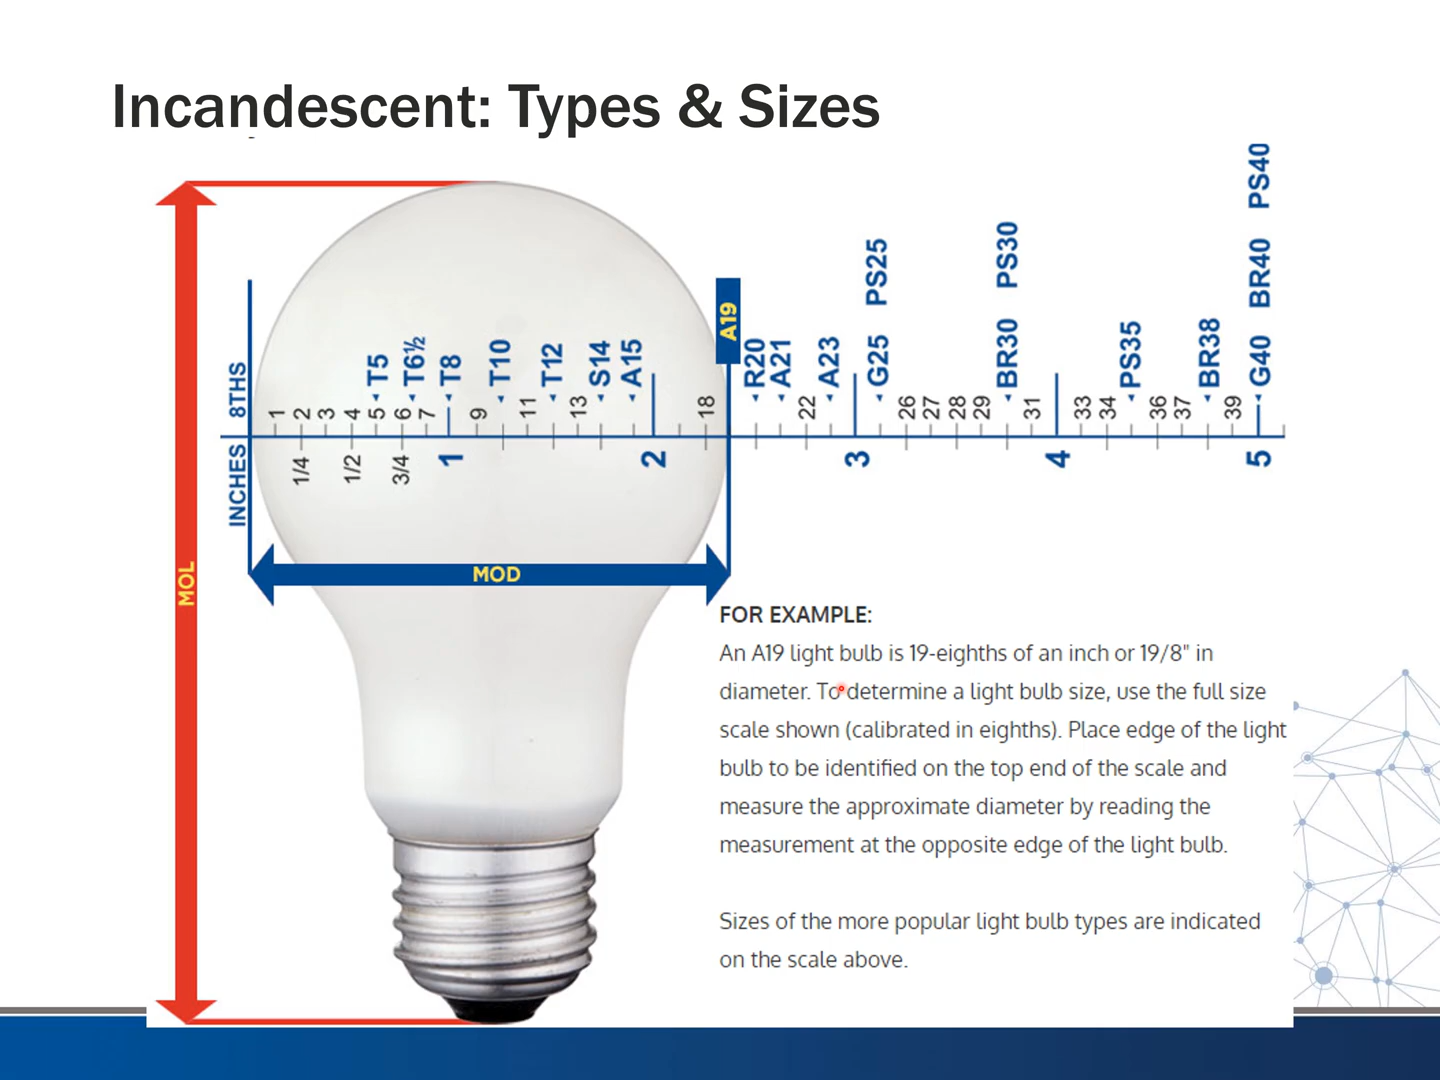 Incandescent: Types & Sizes
8THS
1
2
3
4
5
T5
6
T6½
7
T8
9
T10
11
T12
13
S14
A15
18
A19
R20
A21
22
A23
G25 PS25
26
27
28
29
BR30 PS30
31
33
34
PS35
36
37
BR38
39
G40 BR40 PS40
INCHES
1/4
1/2
3/4
1
2
3
4
5
MOL
MOD
FOR EXAMPLE:
An A19 light bulb is 19-eighths of an inch or 19/8" in
diameter. To determine a light bulb size, use the full size
scale shown (calibrated in eighths). Place edge of the light
bulb to be identified on the top end of the scale and
measure the approximate diameter by reading the
measurement at the opposite edge of the light bulb.
Sizes of the more popular light bulb types are indicated
on the scale above.